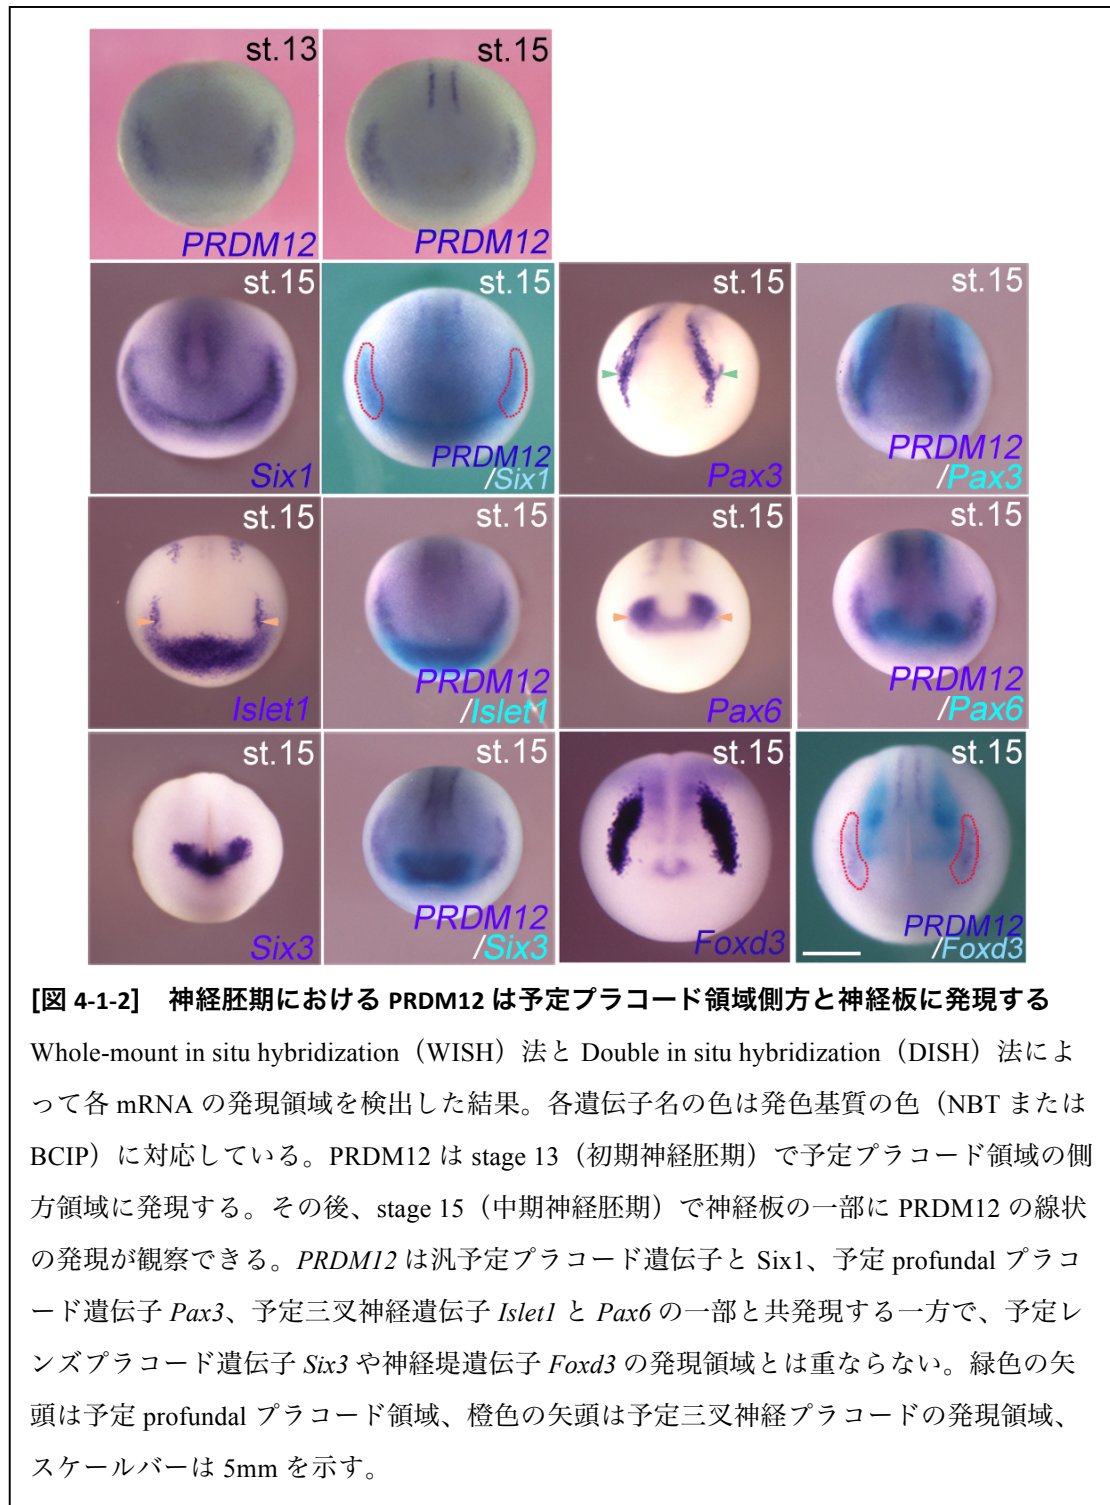 st.13
st.15
PRDM12
PRDM12
st.15
st.15
st.15
st.15
Six1
PRDM12
/Six1
Pax3
PRDM12
/Pax3
st.15
st.15
st.15
st.15
Islet1
PRDM12
/Islet1
Pax6
PRDM12
/Pax6
st.15
st.15
st.15
st.15
Six3
PRDM12
/Six3
Foxd3
PRDM12
/Foxd3
[図 4-1-2] 神経胚期における PRDM12 は予定プラコード領域側方と神経板に発現する
Whole-mount in situ hybridization(WISH)法と Double in situ hybridization(DISH)法によ
って各 mRNA の発現領域を検出した結果。各遺伝子名の色は発色基質の色(NBT または
BCIP)に対応している。PRDM12 は stage 13(初期神経胚期)で予定プラコード領域の側
方領域に発現する。その後、stage 15(中期神経胚期)で神経板の一部に PRDM12 の線状
の発現が観察できる。PRDM12 は汎予定プラコード遺伝子と Six1、予定 profundal プラコ
ード遺伝子 Pax3、予定三叉神経遺伝子 Islet1 と Pax6 の一部と共発現する一方で、予定レ
ンズプラコード遺伝子 Six3 や神経堤遺伝子 Foxd3 の発現領域とは重ならない。緑色の矢
頭は予定 profundal プラコード領域、橙色の矢頭は予定三叉神経プラコードの発現領域、
スケールバーは 5mm を示す。